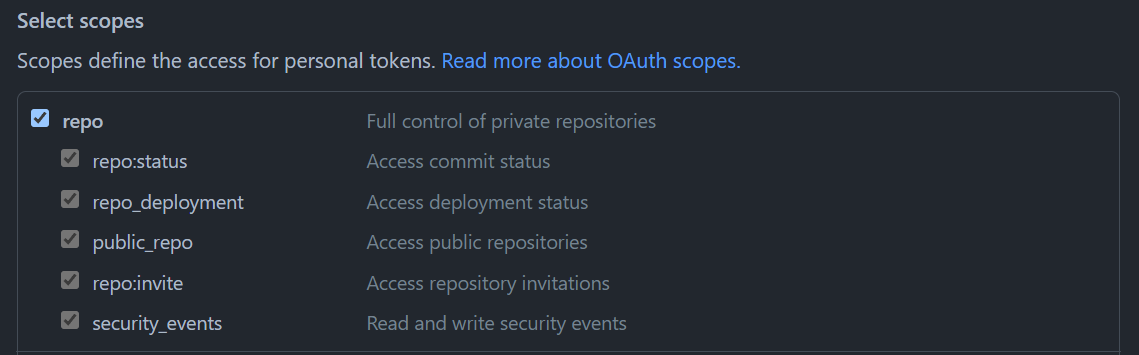 Select scopes
Scopes define the access for personal tokens. Read more about OAuth scopes.
repo Full control of private repositories
repo:status Access commit status
repo_deployment Access deployment status
public_repo Access public repositories
repo:invite Access repository invitations
security_events Read and write security events